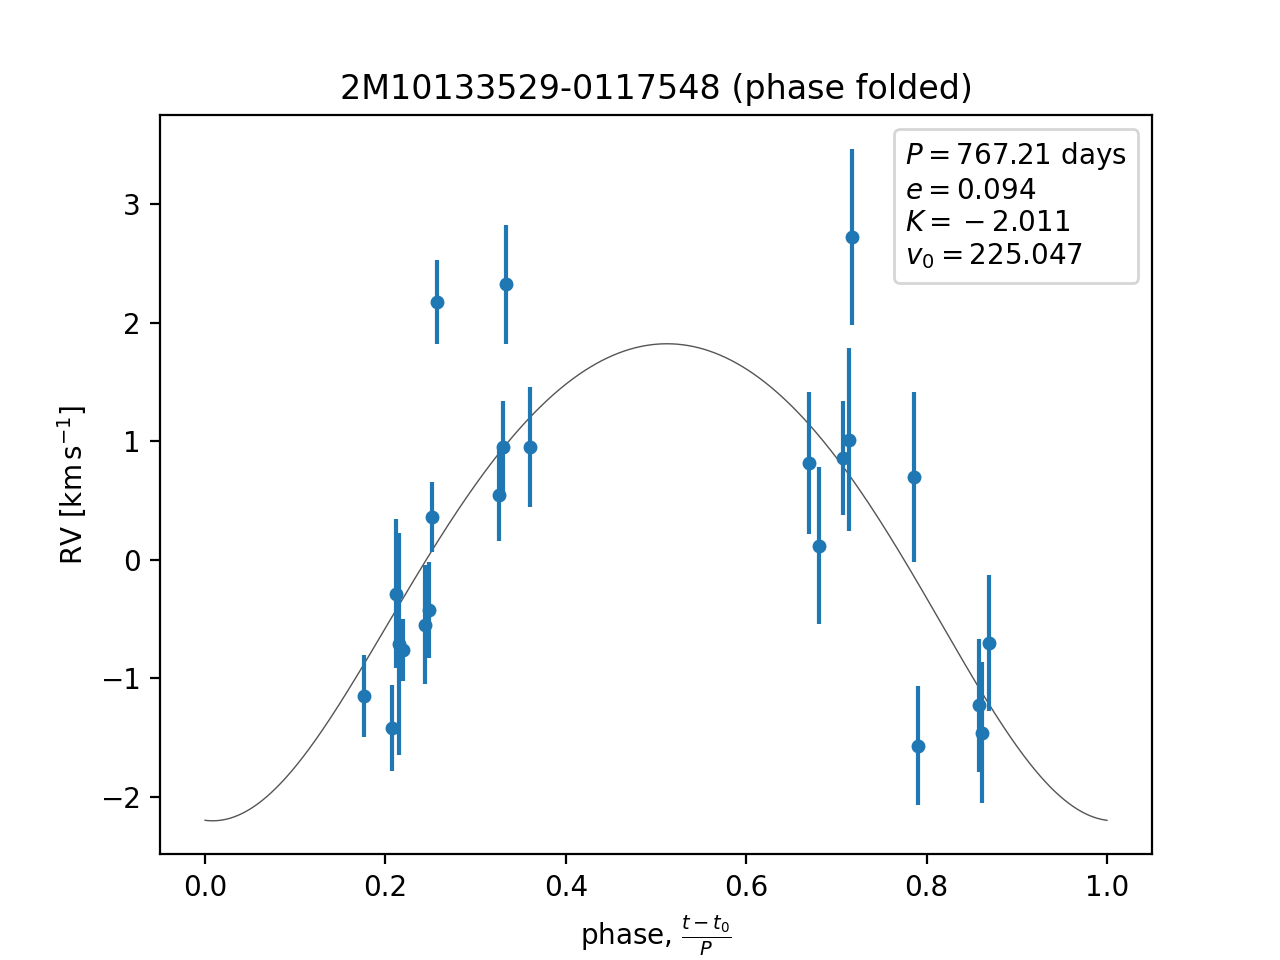 2M10133529-0117548 (phase folded)
P = 767.21 days
e = 0.094
K = −2.011
v₀ = 225.047
RV [km s⁻¹]
3
2
1
0
−1
−2
0.0 0.2 0.4 0.6 0.8 1.0
phase, (t − t₀)/P